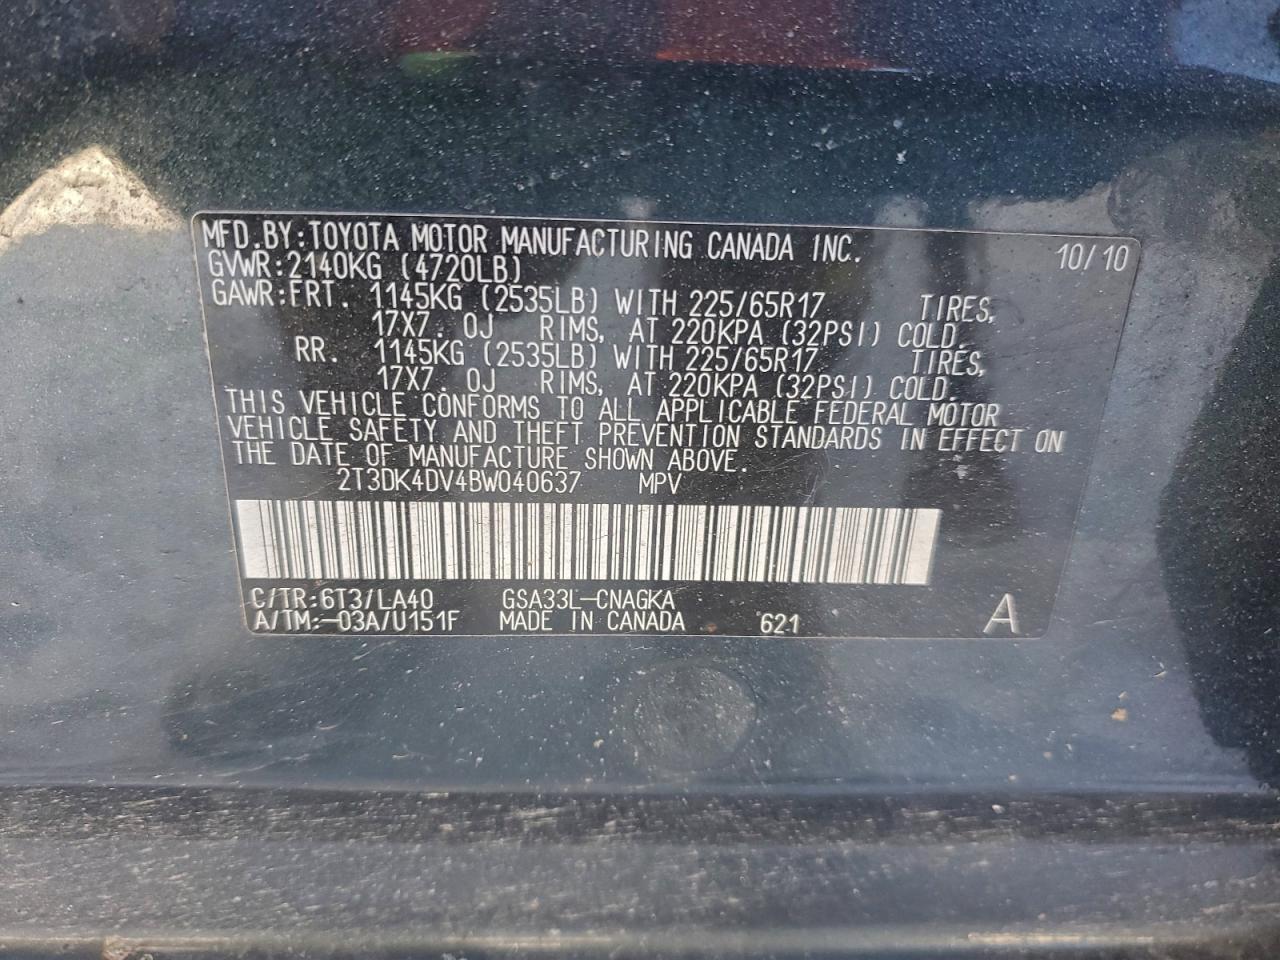 MFD.BY:TOYOTA MOTOR MANUFACTURING CANADA INC. 10/10
GVWR:2140KG (4720LB)
GAWR:FRT. 1145KG (2535LB) WITH 225/65R17 TIRES,
17X7.0J RIMS, AT 220KPA (32PSI) COLD.
RR. 1145KG (2535LB) WITH 225/65R17 TIRES,
17X7.0J RIMS, AT 220KPA (32PSI) COLD.
THIS VEHICLE CONFORMS TO ALL APPLICABLE FEDERAL MOTOR
VEHICLE SAFETY AND THEFT PREVENTION STANDARDS IN EFFECT ON
THE DATE OF MANUFACTURE SHOWN ABOVE.
2T3DK4DV4BW040637 MPV
C/TR:6T3/LA40 GSA33L-CNAGKA
A/TM:-03A/U151F MADE IN CANADA 621 A